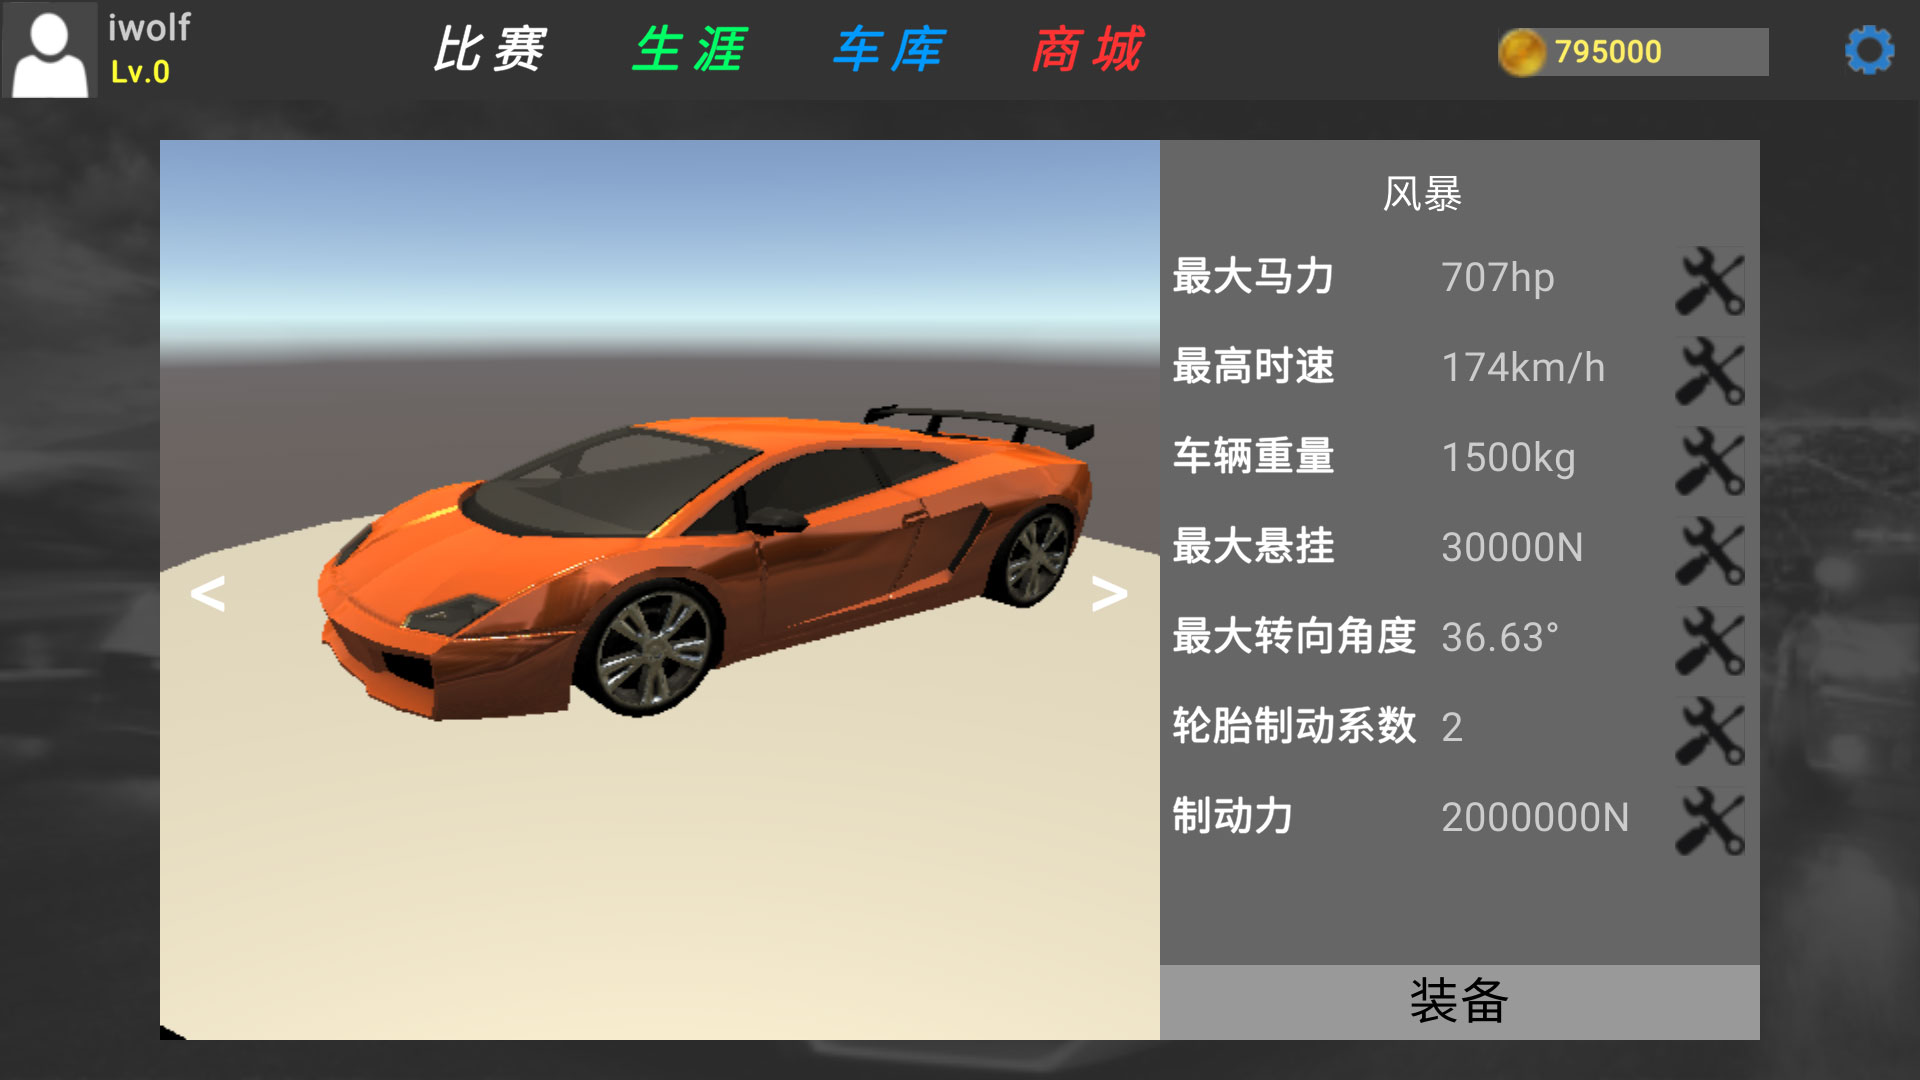 iwolf
Lv.0
比赛 生涯 车库 商城
795000
风暴
最大马力 707hp
最高时速 174km/h
车辆重量 1500kg
最大悬挂 30000N
最大转向角度 36.63°
轮胎制动系数 2
制动力 2000000N
< >
装备